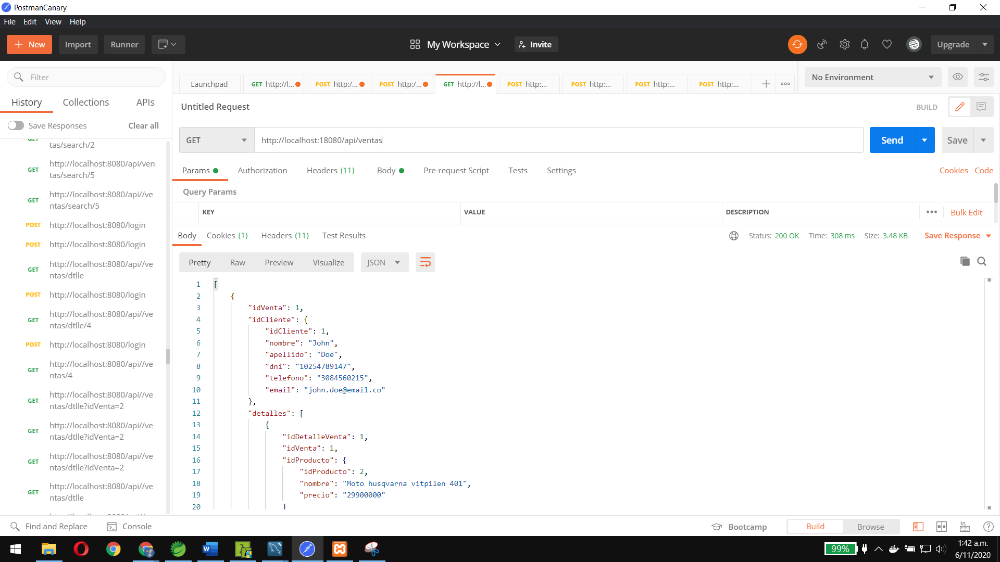 PostmanCanary
File Edit View Help
New Import Runner My Workspace Invite Upgrade
Filter
Launchpad GET http://l... POST http:/... POST http:/... GET http://l... POST http:... POST http:... POST http:... POST http:... No Environment
History Collections APIs
Untitled Request BUILD
Save Responses Clear all
GET http://localhost:18080/api/ventas Send Save
Params Authorization Headers (11) Body Pre-request Script Tests Settings Cookies Code
Query Params
KEY VALUE DESCRIPTION Bulk Edit
Body Cookies (1) Headers (11) Test Results Status: 200 OK Time: 308 ms Size: 3.48 KB Save Response
Pretty Raw Preview Visualize JSON
1 [
2 {
3 "idVenta": 1,
4 "idCliente": {
5 "idCliente": 1,
6 "nombre": "John",
7 "apellido": "Doe",
8 "dni": "10254789147",
9 "telefono": "3084560215",
10 "email": "john.doe@email.co"
11 },
12 "detalles": [
13 {
14 "idDetalleVenta": 1,
15 "idVenta": 1,
16 "idProducto": {
17 "idProducto": 2,
18 "nombre": "Moto husqvarna vitpilen 401",
19 "precio": "29900000"
20 }
GET
tas/search/2
GET http://localhost:8080/api/ven
tas/search/5
GET http://localhost:8080/api//ve
ntas/search/5
POST http://localhost:8080/login
POST http://localhost:8080/login
GET http://localhost:8080/api//ve
ntas/dtlle
POST http://localhost:8080/login
GET http://localhost:8080/api//ve
ntas/dtlle/4
POST http://localhost:8080/login
GET http://localhost:8080/api//ve
ntas/4
GET http://localhost:8080/api//ve
ntas/dtlle?idVenta=2
GET http://localhost:8080/api//ve
ntas/dtlle?idVenta=2
GET http://localhost:8080/api//ve
ntas/dtlle?idVenta=2
GET http://localhost:8080/api//ve
ntas/dtlle
Find and Replace Console Bootcamp Build Browse
99% 1:42 a.m.
6/11/2020